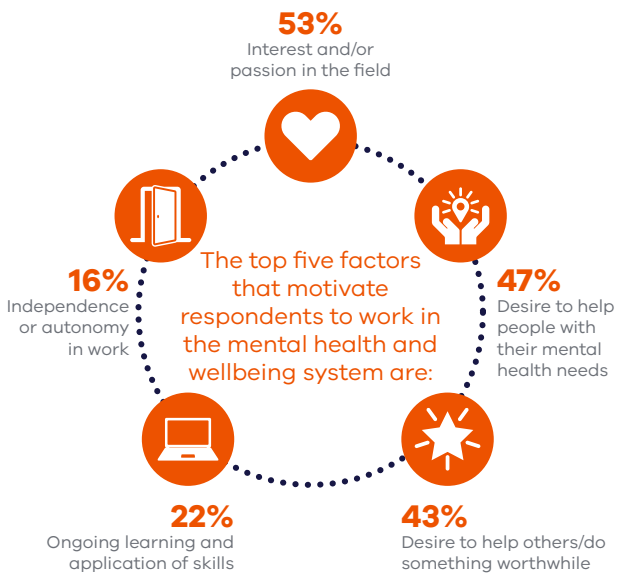 53%
Interest and/or
passion in the field
The top five factors
that motivate
respondents to work in
the mental health and
wellbeing system are:
47%
Desire to help
people with
their mental
health needs
43%
Desire to help others/do
something worthwhile
22%
Ongoing learning and
application of skills
16%
Independence
or autonomy
in work